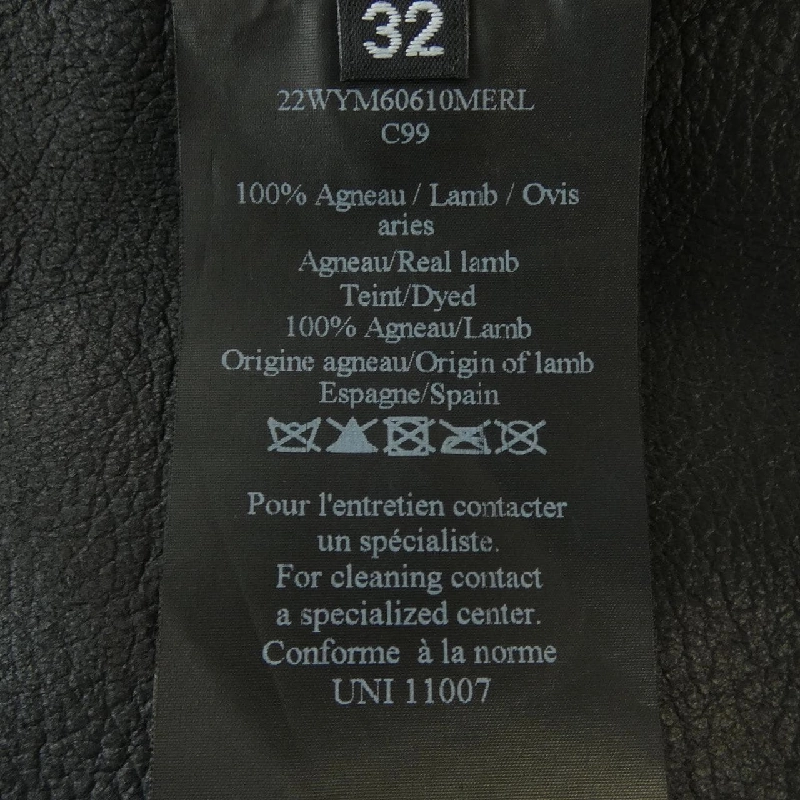 32
22WYM60610MERL
C99
100% Agneau / Lamb / Ovis
aries
Agneau/Real lamb
Teint/Dyed
100% Agneau/Lamb
Origine agneau/Origin of lamb
Espagne/Spain
Pour l'entretien contacter
un spécialiste.
For cleaning contact
a specialized center.
Conforme à la norme
UNI 11007